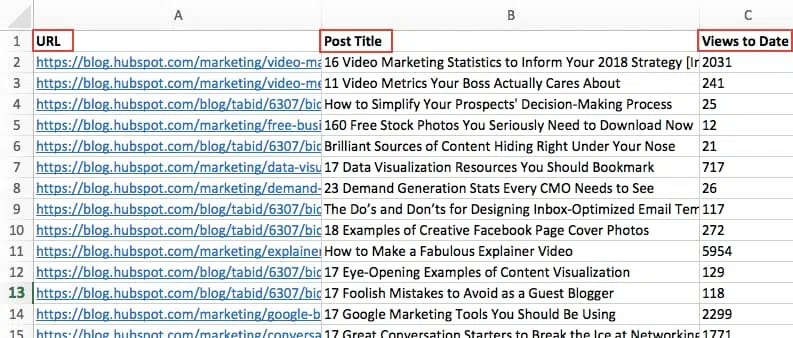 A B C
1 URL Post Title Views to Date
2 https://blog.hubspot.com/marketing/video-ma 16 Video Marketing Statistics to Inform Your 2018 Strategy [In 2031
3 https://blog.hubspot.com/marketing/video-me 11 Video Metrics Your Boss Actually Cares About 241
4 https://blog.hubspot.com/blog/tabid/6307/bid How to Simplify Your Prospects' Decision-Making Process 25
5 https://blog.hubspot.com/marketing/free-busi 160 Free Stock Photos You Seriously Need to Download Now 12
6 https://blog.hubspot.com/blog/tabid/6307/bid Brilliant Sources of Content Hiding Right Under Your Nose 21
7 https://blog.hubspot.com/marketing/data-visu 17 Data Visualization Resources You Should Bookmark 717
8 https://blog.hubspot.com/marketing/demand- 23 Demand Generation Stats Every CMO Needs to See 26
9 https://blog.hubspot.com/blog/tabid/6307/bid The Do's and Don'ts for Designing Inbox-Optimized Email Tem 117
10 https://blog.hubspot.com/blog/tabid/6307/bid 18 Examples of Creative Facebook Page Cover Photos 272
11 https://blog.hubspot.com/marketing/explainer How to Make a Fabulous Explainer Video 5954
12 https://blog.hubspot.com/blog/tabid/6307/bid 17 Eye-Opening Examples of Content Visualization 129
13 https://blog.hubspot.com/blog/tabid/6307/bid 17 Foolish Mistakes to Avoid as a Guest Blogger 118
14 https://blog.hubspot.com/marketing/google-b 17 Google Marketing Tools You Should Be Using 2299
15 https://blog.hubspot.com/marketing/conversa 17 Great Conversation Starters to Break the Ice at Networking 1771